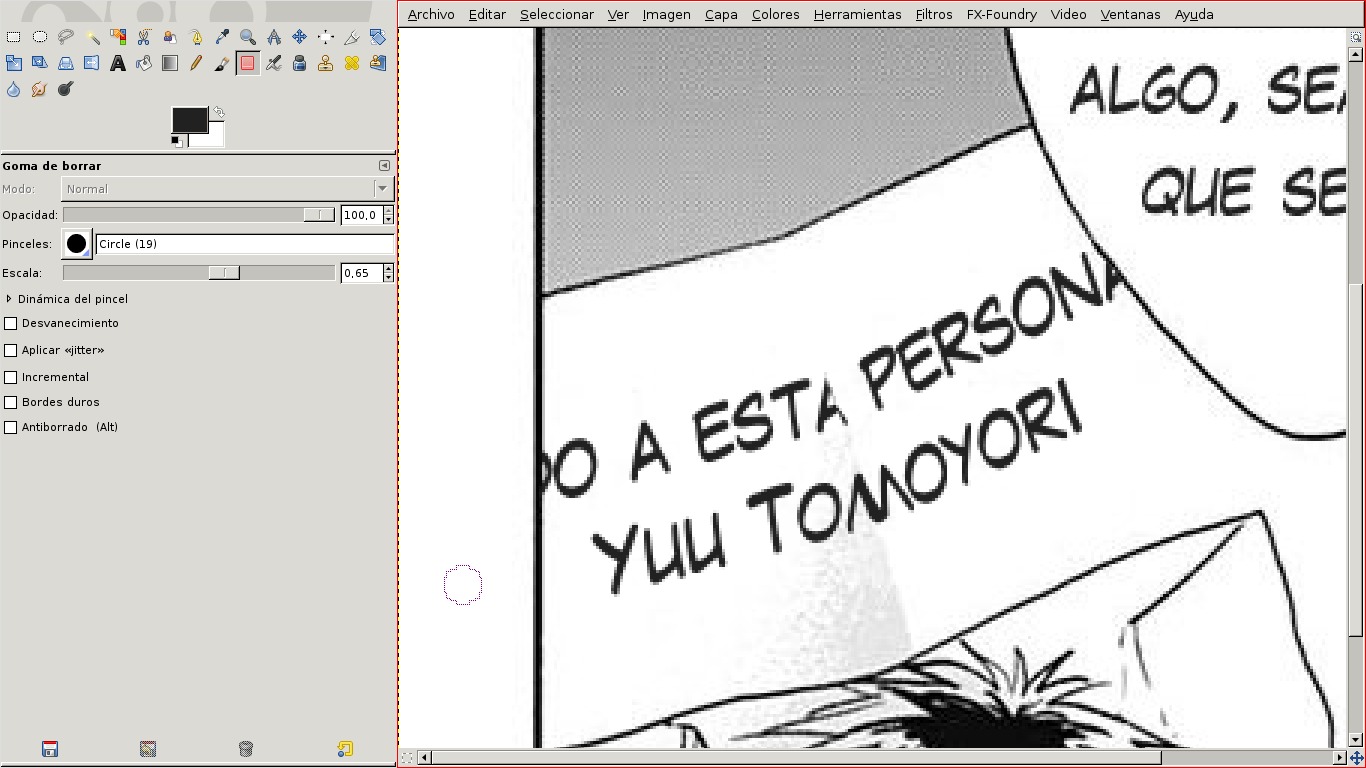 Archivo Editar Seleccionar Ver Imagen Capa Colores Herramientas Filtros FX-Foundry Video Ventanas Ayuda
Goma de borrar
Modo: Normal
Opacidad: 100,0
Pinceles: Circle (19)
Escala: 0,65
Dinámica del pincel
Desvanecimiento
Aplicar «jitter»
Incremental
Bordes duros
Antiborrado (Alt)
ALGO, SEA
QUE SE
DO A ESTA PERSONA
YUU TOMOYORI